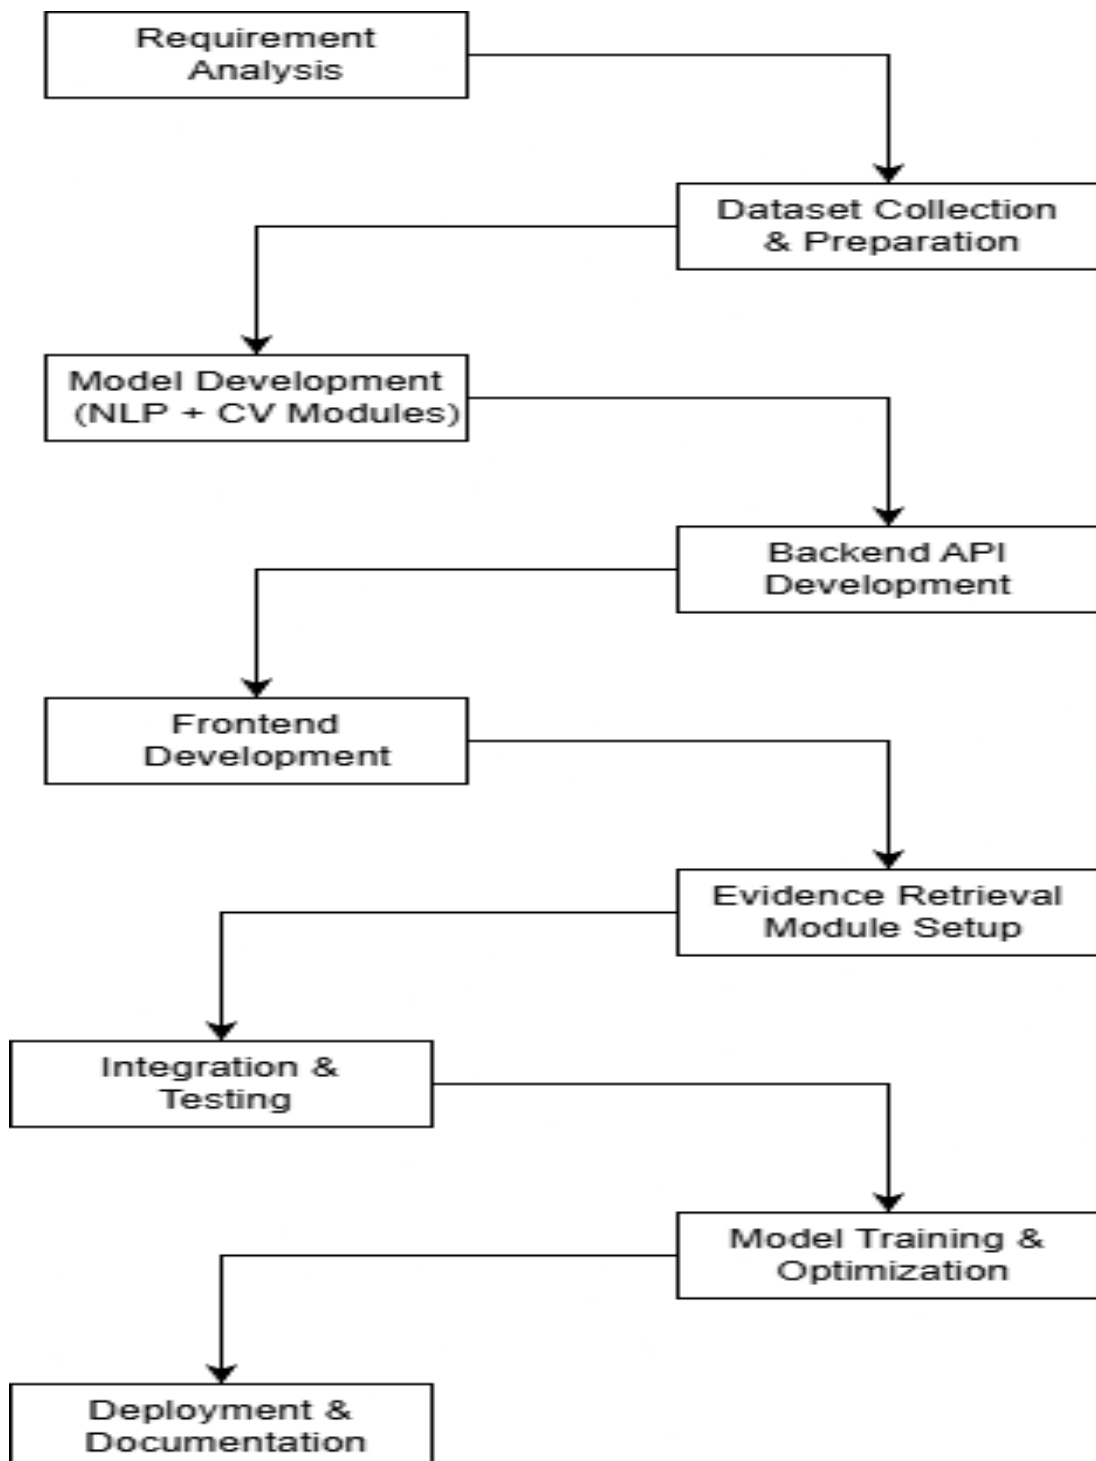 Requirement
Analysis
Dataset Collection
& Preparation
Model Development
(NLP + CV Modules)
Backend API
Development
Frontend
Development
Evidence Retrieval
Module Setup
Integration &
Testing
Model Training &
Optimization
Deployment &
Documentation